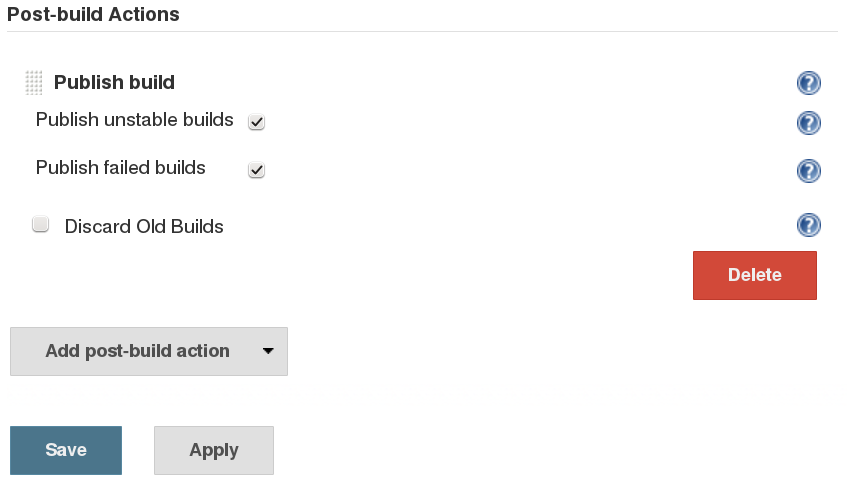 Post-build Actions
Publish build
Publish unstable builds
Publish failed builds
Discard Old Builds
Delete
Add post-build action
Save Apply